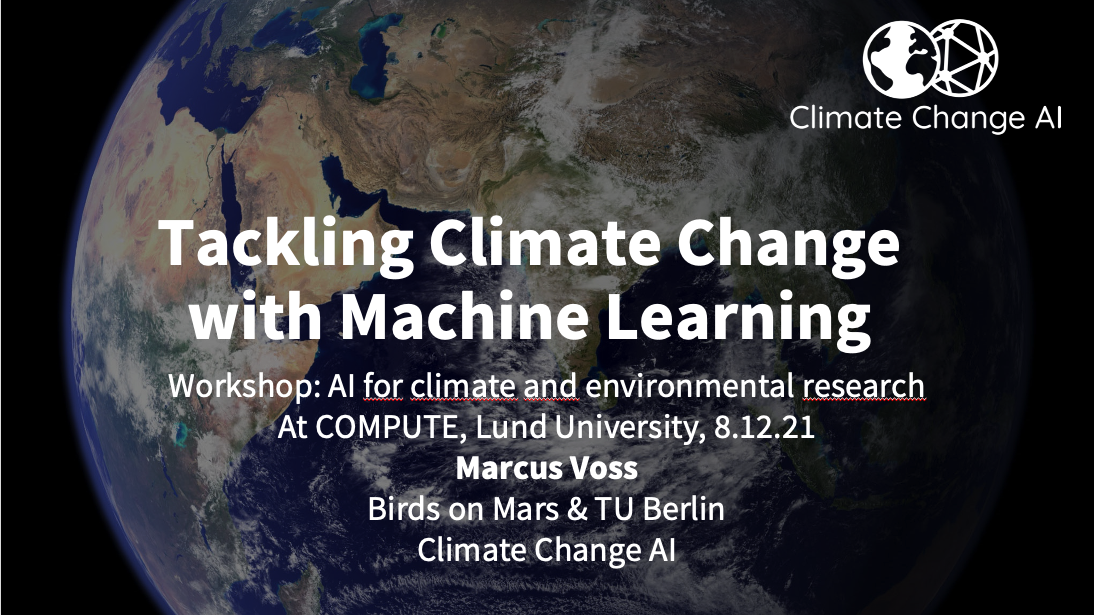 Climate Change AI
Tackling Climate Change
with Machine Learning
Workshop: AI for climate and environmental research
At COMPUTE, Lund University, 8.12.21
Marcus Voss
Birds on Mars & TU Berlin
Climate Change AI